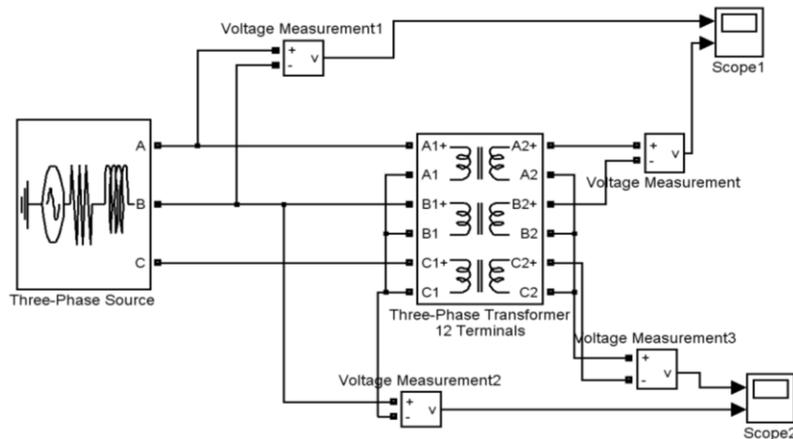 Voltage Measurement1
+
-
v
Scope1
A
B
C
Three-Phase Source
A1+
A1
B1+
B1
C1+
C1
A2+
A2
B2+
B2
C2+
C2
Three-Phase Transformer
12 Terminals
+
-
v
Voltage Measurement
Voltage Measurement3
+
-
v
Voltage Measurement2
+
-
v
Scope2